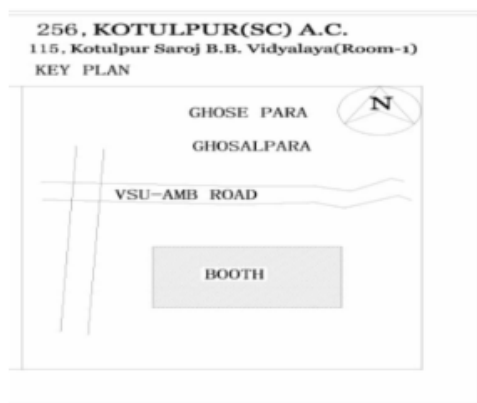 256, KOTULPUR(SC) A.C.
115, Kotulpur Saroj B.B. Vidyalaya(Room-1)
KEY PLAN
N
GHOSE PARA
GHOSALPARA
VSU-AMB ROAD
BOOTH